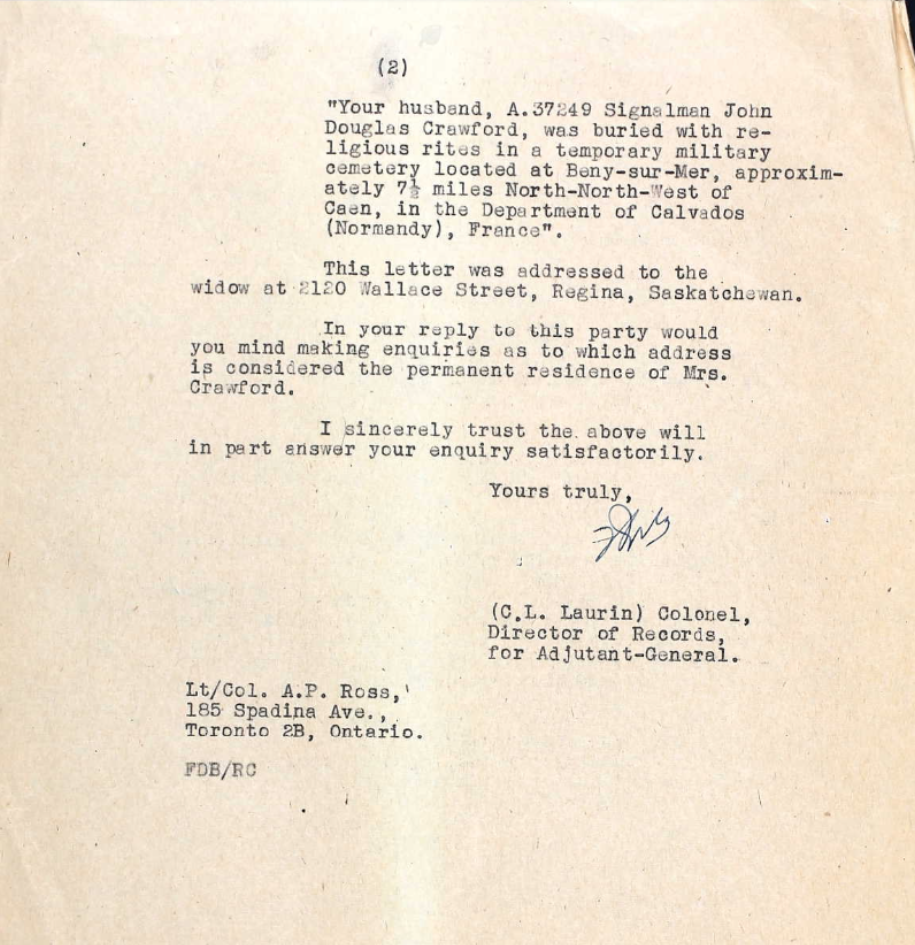 (2)
"Your husband, A.37249 Signalman John
Douglas Crawford, was buried with re-
ligious rites in a temporary military
cemetery located at Beny-sur-Mer, approxim-
ately 7½ miles North-North-West of
Caen, in the Department of Calvados
(Normandy), France".
This letter was addressed to the
widow at 2120 Wallace Street, Regina, Saskatchewan.
In your reply to this party would
you mind making enquiries as to which address
is considered the permanent residence of Mrs.
Crawford.
I sincerely trust the above will
in part answer your enquiry satisfactorily.
Yours truly,
(C.L. Laurin) Colonel,
Director of Records,
for Adjutant-General.
Lt/Col. A.P. Ross,
185 Spadina Ave.,
Toronto 2B, Ontario.
FDB/RC